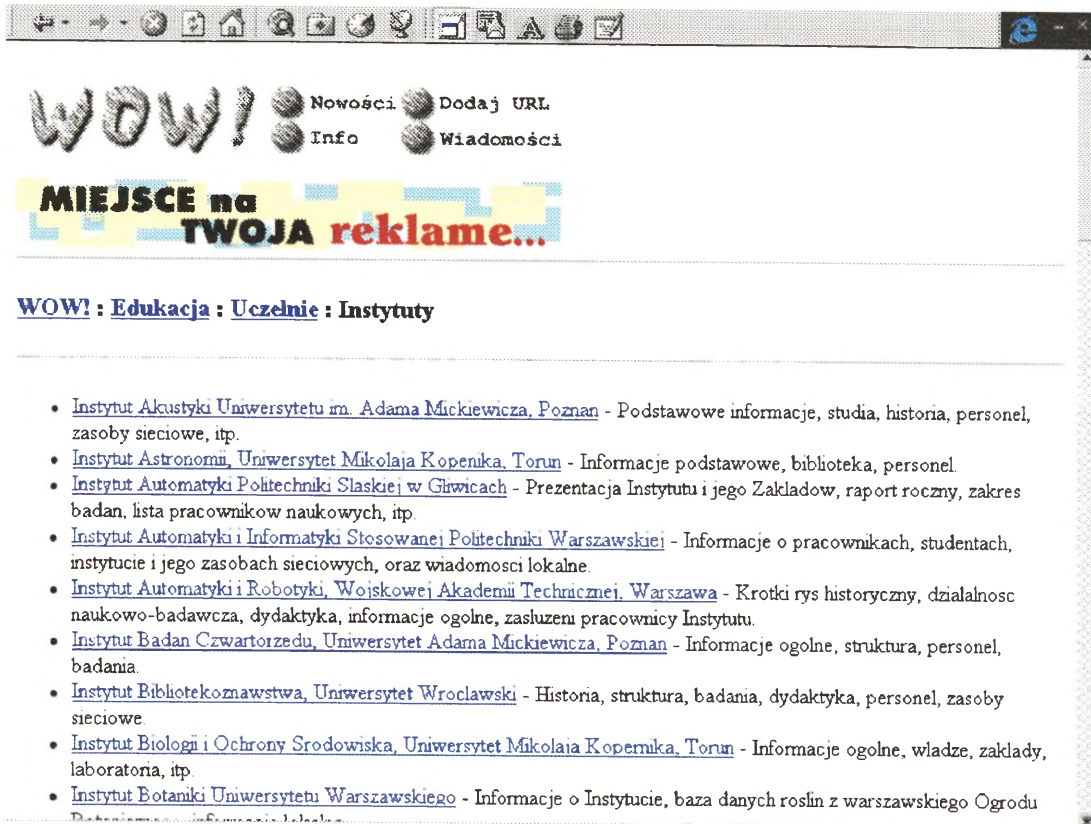 WOW!
Nowości
Dodaj URL
Info
Wiadomości
MIEJSCE na
TWOJA reklame...
WOW! : Edukacja : Uczelnie : Instytuty
• Instytut Akustyki Uniwersytetu im. Adama Mickiewicza, Poznan - Podstawowe informacje, studia, historia, personel,
zasoby sieciowe, itp.
• Instytut Astronomii, Uniwersytet Mikolaja Kopenika, Torun - Informacje podstawowe, biblioteka, personel.
• Instytut Automatyki Politechniki Slaskiej w Gliwicach - Prezentacja Instytutu i jego Zakladow, raport roczny, zakres
badan, lista pracownikow naukowych, itp.
• Instytut Automatyki i Informatyki Stosowanej Politechniki Warszawskiej - Informacje o pracownikach, studentach,
instytucie i jego zasobach sieciowych, oraz wiadomosci lokalne.
• Instytut Automatyki i Robotyki, Wojskowej Akademii Technicznej, Warszawa - Krotki rys historyczny, dzialalnosc
naukowo-badawcza, dydaktyka, informacje ogolne, zasluzeni pracownicy Instytutu.
• Instytut Badan Czwartorzedu, Uniwersytet Adama Mickiewicza, Poznan - Informacje ogolne, struktura, personel,
badania.
• Instytut Bibliotekoznawstwa, Uniwersytet Wroclawski - Historia, struktura, badania, dydaktyka, personel, zasoby
sieciowe.
• Instytut Biologii i Ochrony Srodowiska, Uniwersytet Mikolaja Kopernika, Torun - Informacje ogolne, wladze, zaklady,
laboratoria, itp.
• Instytut Botaniki Uniwersytetu Warszawskiego - Informacje o Instytucie, baza danych roslin z warszawskiego Ogrodu